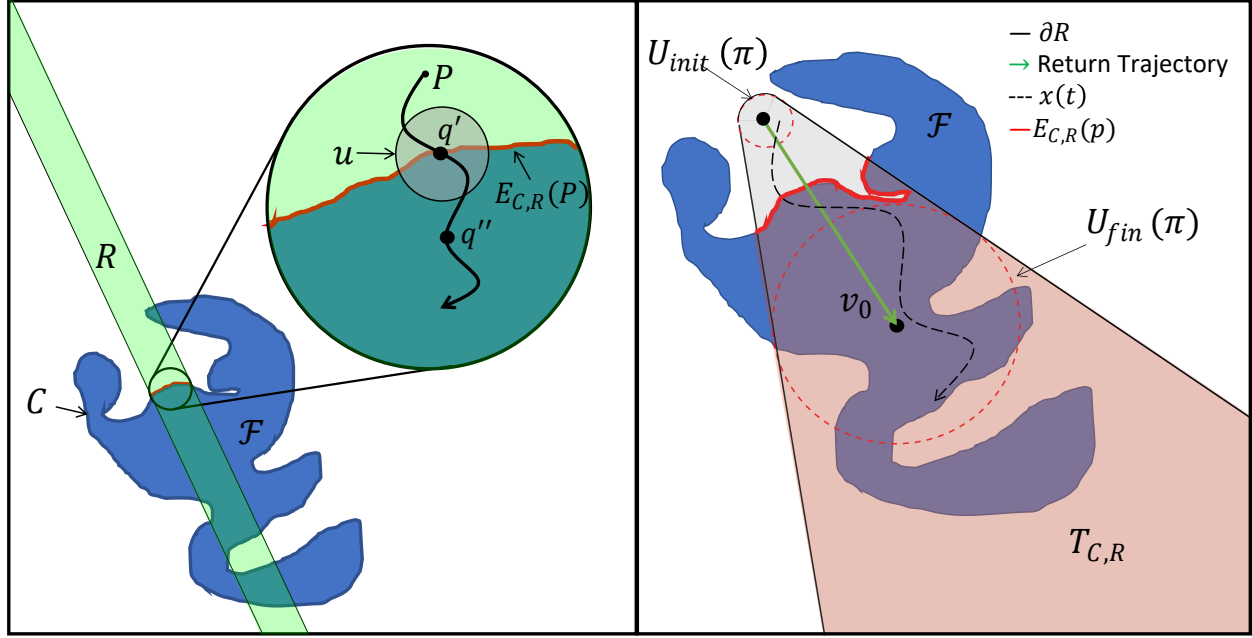 P
q′
u
E_{C,R}(P)
q′′
R
C
ℱ
U_{init} (π)
— ∂R
→ Return Trajectory
--- x(t)
— E_{C,R}(p)
ℱ
U_{fin} (π)
v_0
T_{C,R}